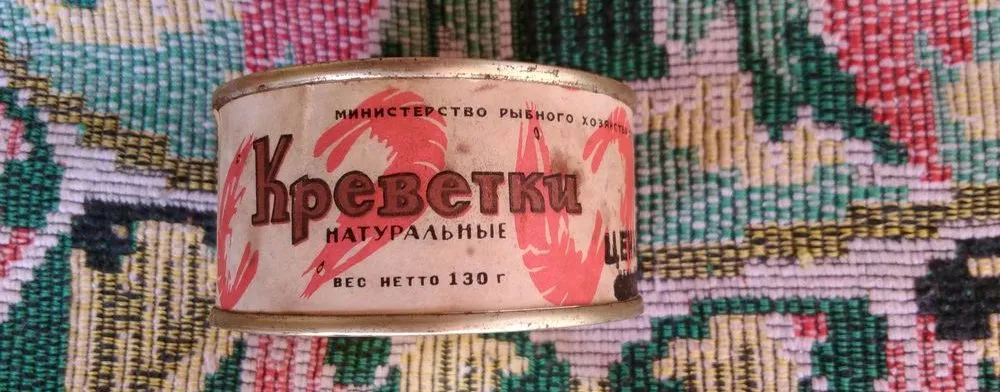 МИНИСТЕРСТВО РЫБНОГО ХОЗЯЙСТВА
Креветки
НАТУРАЛЬНЫЕ
ВЕС НЕТТО 130 г